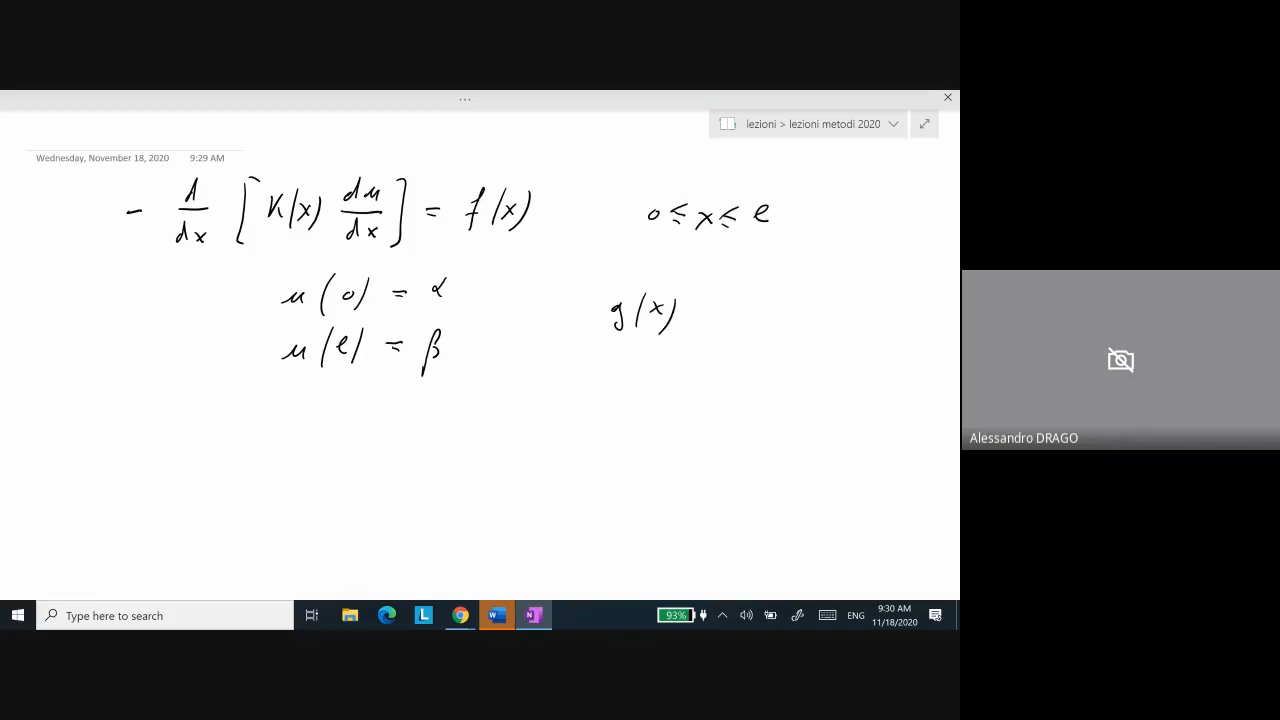 lezioni > lezioni metodi 2020
Wednesday, November 18, 2020 9:29 AM
- d/dx [K(x) du/dx] = f(x) 0 ≤ x ≤ ℓ
u(0) = α
g(x)
u(ℓ) = β
Alessandro DRAGO
Type here to search
L
W
N
93%
ENG
9:30 AM
11/18/2020